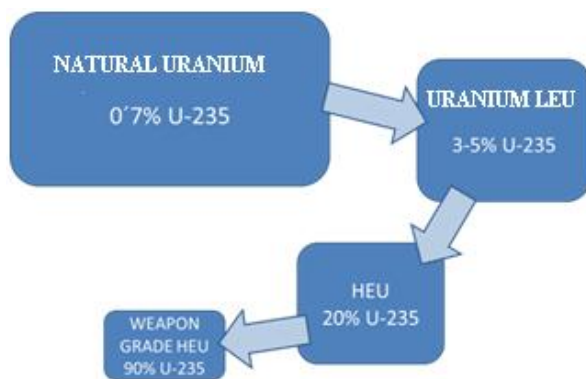 NATURAL URANIUM
0´7% U-235
URANIUM LEU
3-5% U-235
HEU
20% U-235
WEAPON
GRADE HEU
90% U-235